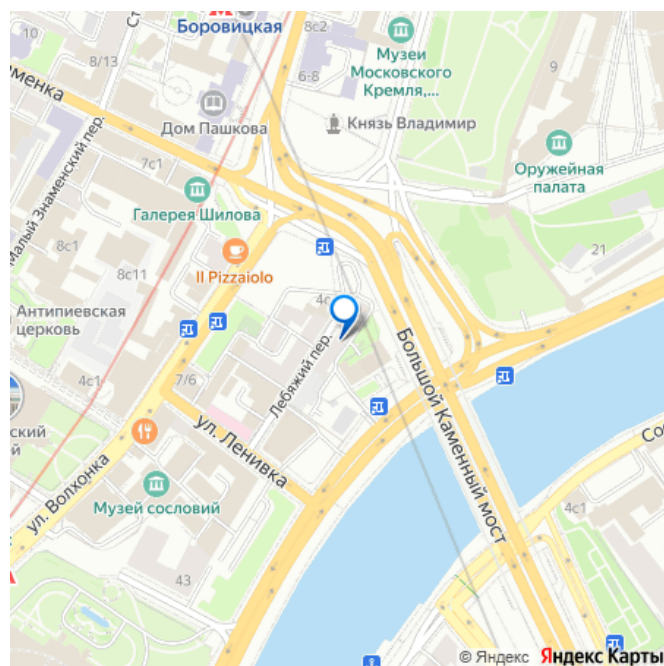 10
8с2
9
Боровицкая
8/13
6-8
Музеи
Московского
Кремля,...
Дом Пашкова
Князь Владимир
Малый Знаменский пер.
7с1
Оружейная
палата
Галерея Шилова
8с1
Il Pizzaiolo
21
8с11
Антипиевская
церковь
Лебяжий пер.
Большой Каменный мост
4с1
7/6
ул. Ленивка
ул. Волхонка
Музей сословий
4с1
43
© Яндекс Яндекс Карты